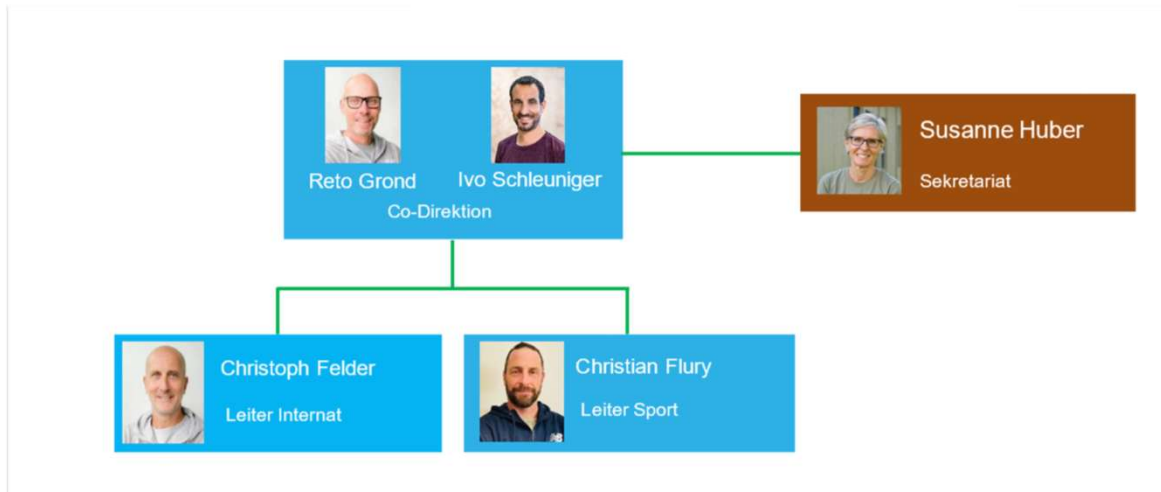 Reto Grond
Ivo Schleuniger
Co-Direktion
Susanne Huber
Sekretariat
Christoph Felder
Leiter Internat
Christian Flury
Leiter Sport